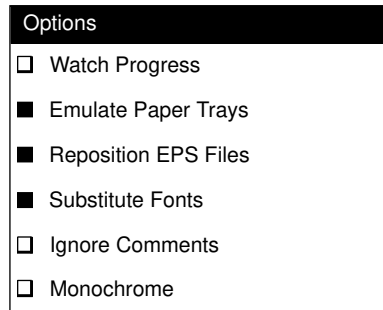 Options
Watch Progress
Emulate Paper Trays
Reposition EPS Files
Substitute Fonts
Ignore Comments
Monochrome